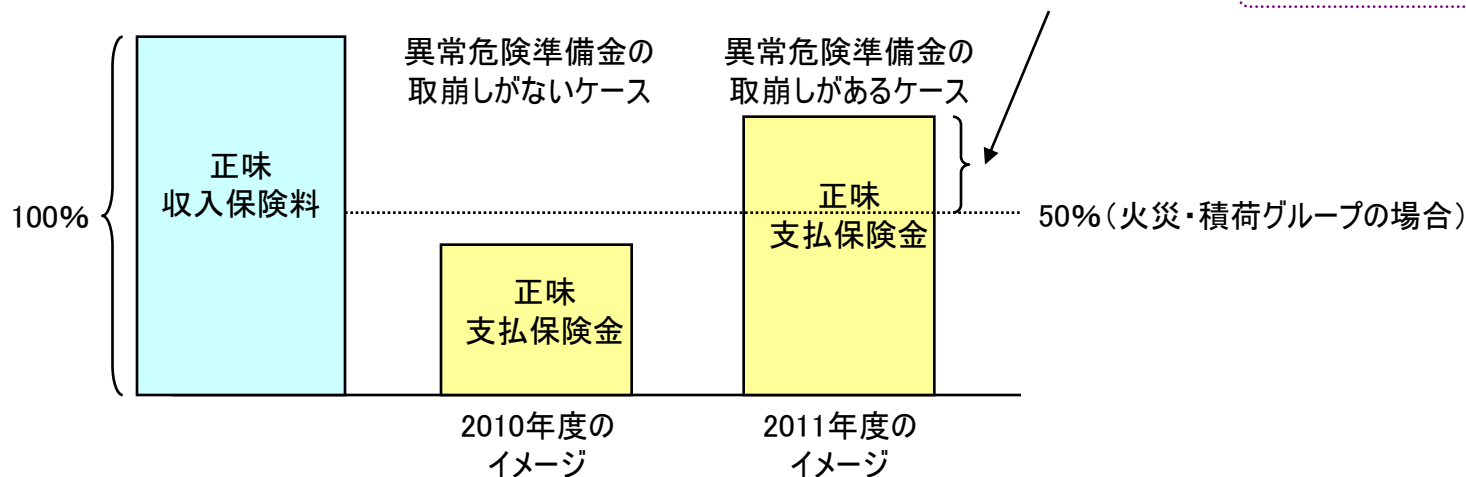 異常危険準備金の
取崩しがないケース
異常危険準備金の
取崩しがあるケース
正味
収入保険料
100%
正味
支払保険金
50%(火災・積荷グループの場合)
正味
支払保険金
2010年度の
イメージ
2011年度の
イメージ